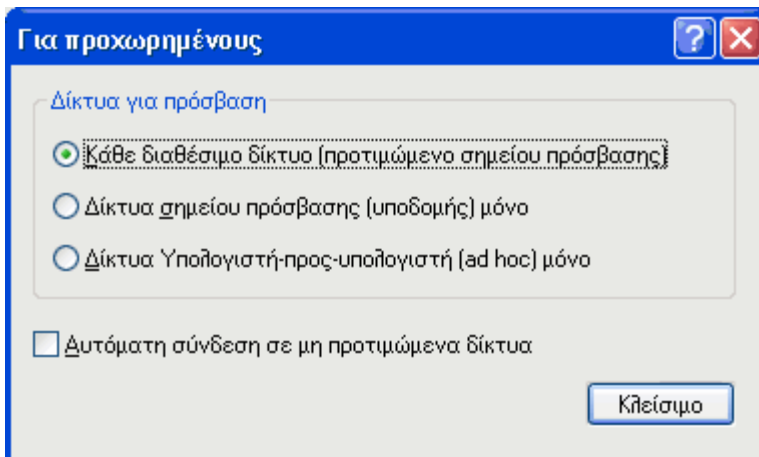 Για προχωρημένους
Δίκτυα για πρόσβαση
Κάθε διαθέσιμο δίκτυο (προτιμώμενο σημείου πρόσβασης)
Δίκτυα σημείου πρόσβασης (υποδομής) μόνο
Δίκτυα Υπολογιστή-προς-υπολογιστή (ad hoc) μόνο
Αυτόματη σύνδεση σε μη προτιμώμενα δίκτυα
Κλείσιμο